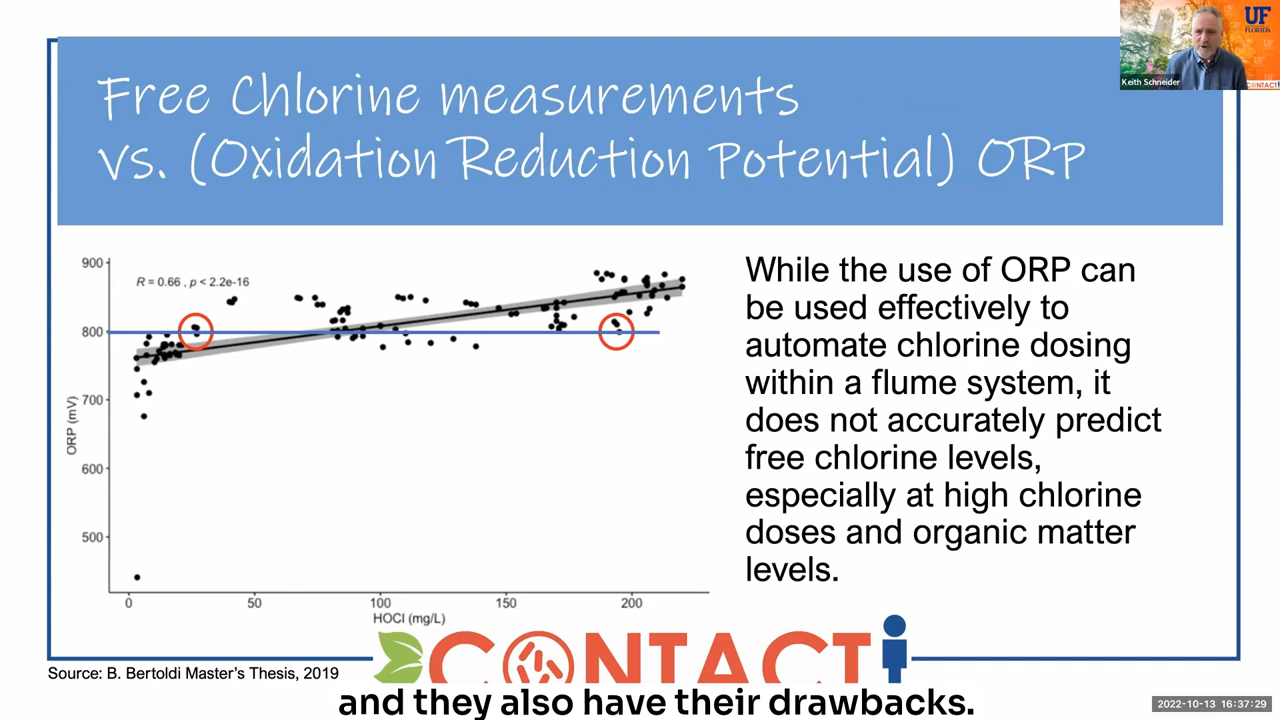 Free Chlorine measurements
vs. (Oxidation Reduction Potential) ORP
UF
UNIVERSITY of FLORIDA
Keith Schneider
CONTACT
R = 0.66 , p < 2.2e-16
900
800
700
600
500
ORP (mV)
0 50 100 150 200
HOCl (mg/L)
While the use of ORP can
be used effectively to
automate chlorine dosing
within a flume system, it
does not accurately predict
free chlorine levels,
especially at high chlorine
doses and organic matter
levels.
CONTACT
Source: B. Bertoldi Master's Thesis, 2019
and they also have their drawbacks.
2022-10-13 16:37:29